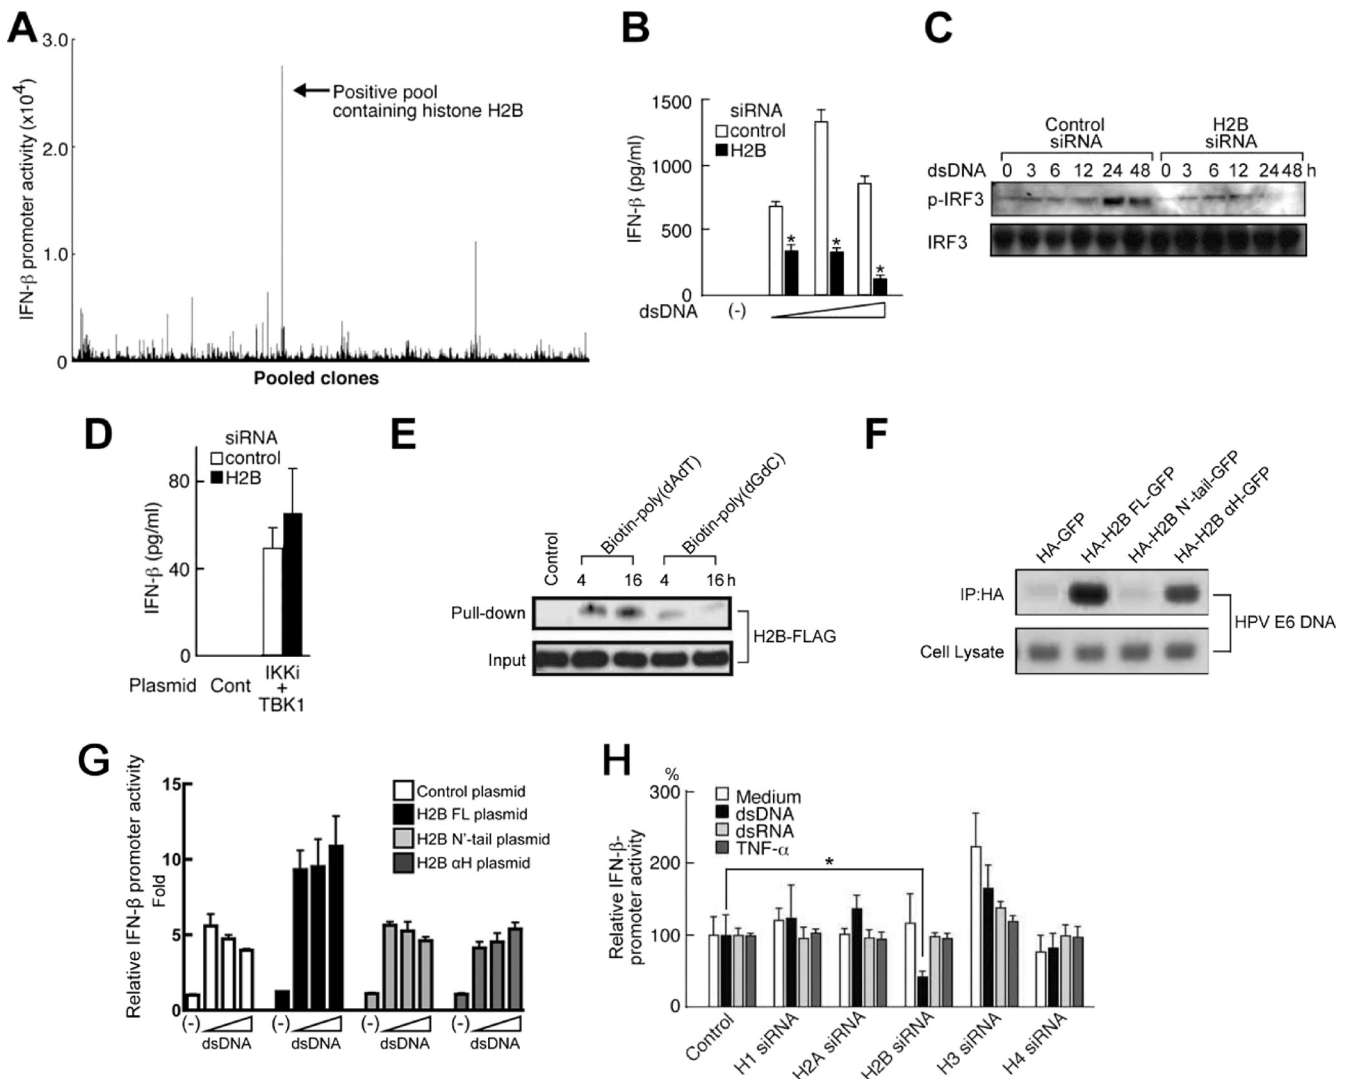 A
IFN-β promoter activity (x10⁴)
3.0
2.0
1.0
0
Positive pool
containing histone H2B
Pooled clones
B
IFN-β (pg/ml)
1500
1000
500
0
siRNA
control
H2B
*
*
*
dsDNA (-)
C
Control
siRNA
H2B
siRNA
dsDNA 0 3 6 12 24 48 0 3 6 12 24 48 h
p-IRF3
IRF3
D
IFN-β (pg/ml)
80
40
0
siRNA
control
H2B
Plasmid Cont IKKi
+
TBK1
E
Control
Biotin-poly(dAdT)
Biotin-poly(dGdC)
4 16 4 16 h
Pull-down
Input
H2B-FLAG
F
HA-GFP
HA-H2B FL-GFP
HA-H2B N'-tail-GFP
HA-H2B αH-GFP
IP:HA
Cell Lysate
HPV E6 DNA
G
Relative IFN-β promoter activity
Fold
15
10
5
0
Control plasmid
H2B FL plasmid
H2B N'-tail plasmid
H2B αH plasmid
(-) (-) (-) (-)
dsDNA dsDNA dsDNA dsDNA
H
%
Relative IFN-β-
promoter activity
300
200
100
0
Medium
dsDNA
dsRNA
TNF-α
*
Control
H1 siRNA
H2A siRNA
H2B siRNA
H3 siRNA
H4 siRNA